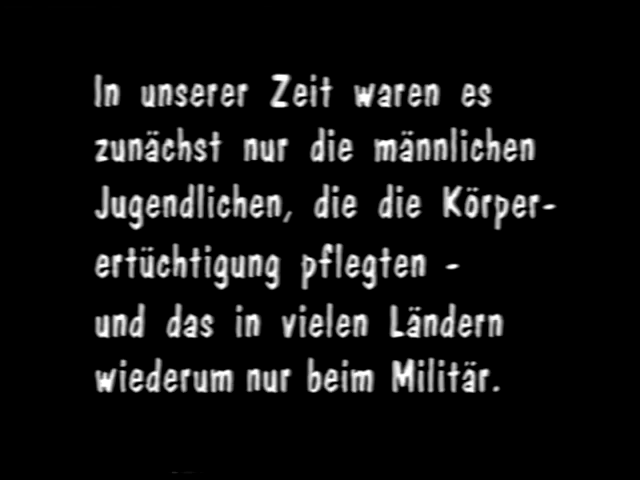 In unserer Zeit waren es
zunächst nur die männlichen
Jugendlichen, die die Körper-
ertüchtigung pflegten -
und das in vielen Ländern
wiederum nur beim Militär.